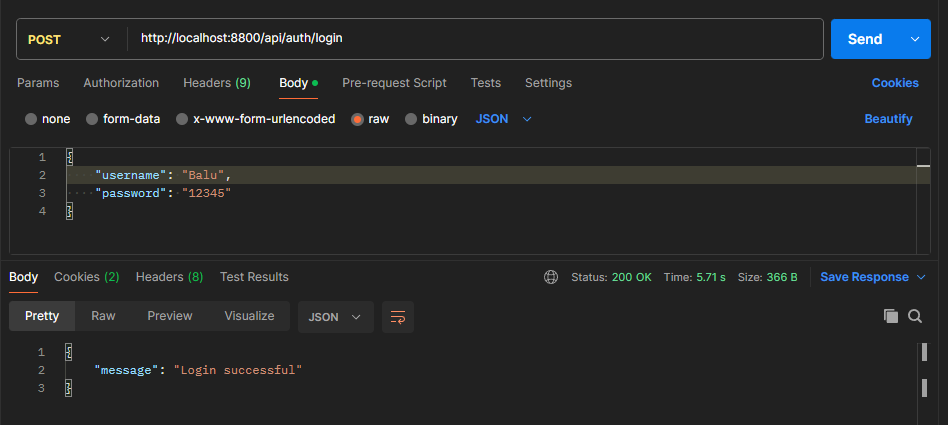 POST http://localhost:8800/api/auth/login Send
Params Authorization Headers (9) Body Pre-request Script Tests Settings Cookies
none form-data x-www-form-urlencoded raw binary JSON Beautify
1 {
2 "username": "Balu",
3 "password": "12345"
4 }
Body Cookies (2) Headers (8) Test Results Status: 200 OK Time: 5.71 s Size: 366 B Save Response
Pretty Raw Preview Visualize JSON
1 {
2 "message": "Login successful"
3 }